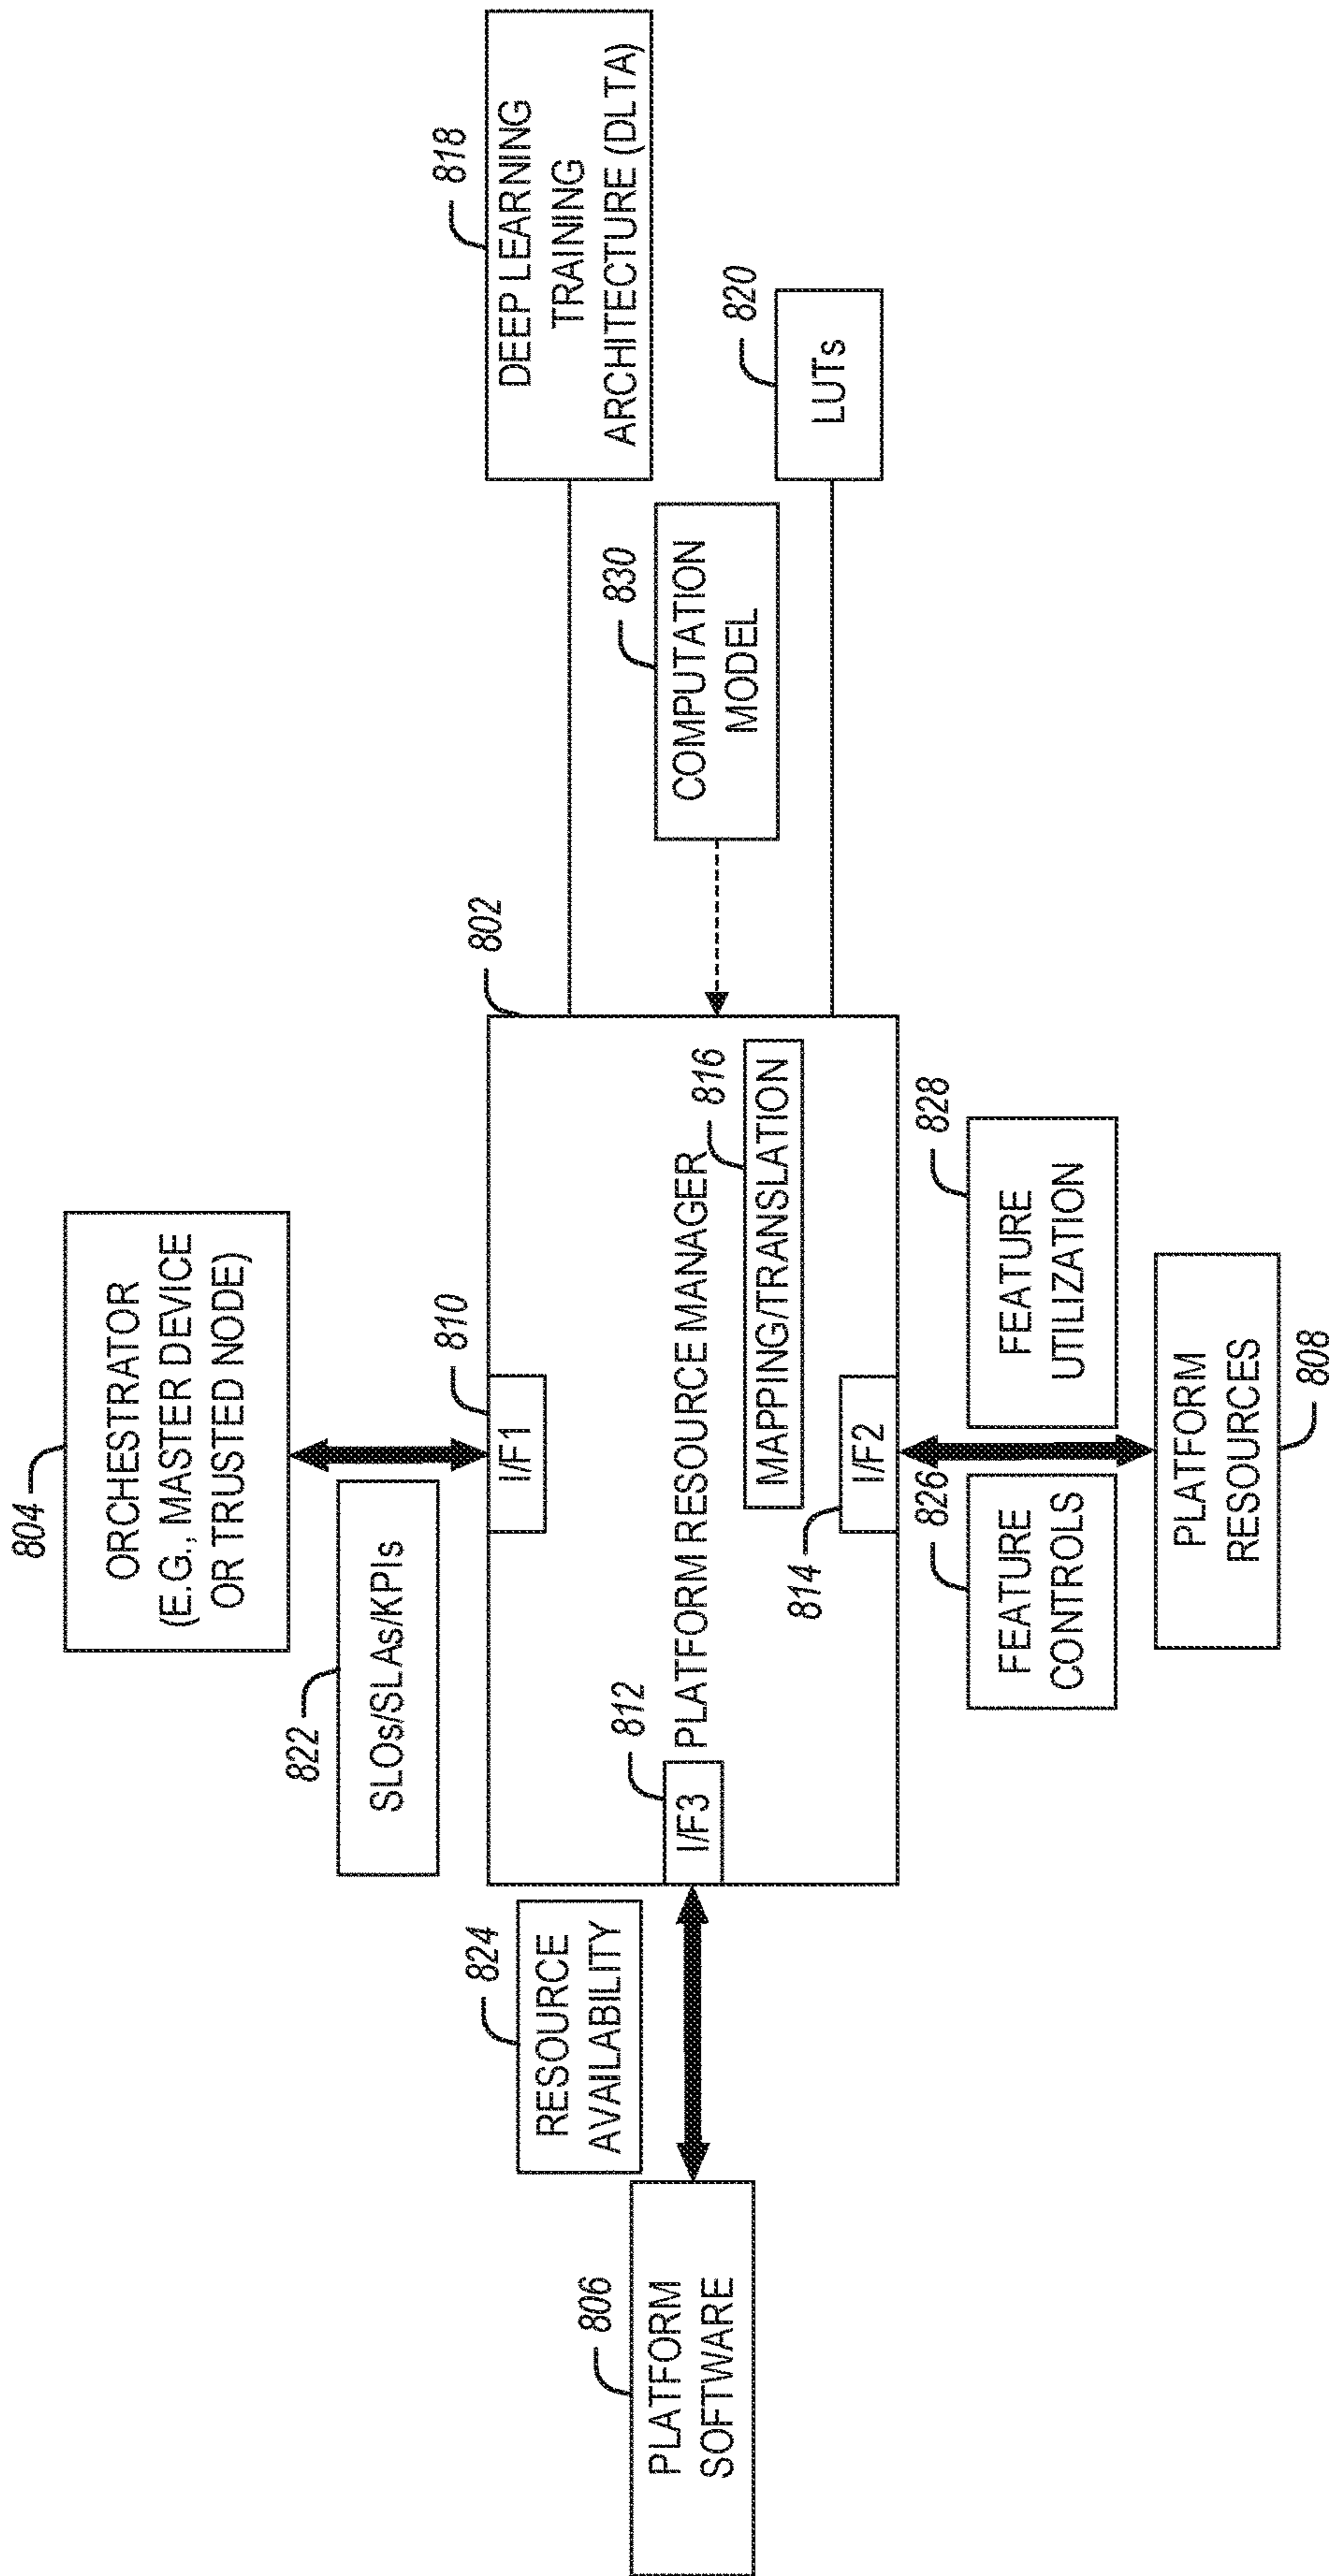 804
ORCHESTRATOR
(E.G., MASTER DEVICE
OR TRUSTED NODE)
822
SLOs/SLAs/KPIs
810
I/F1
802
818
DEEP LEARNING
TRAINING
ARCHITECTURE (DLTA)
824
RESOURCE
AVAILABILITY
806
PLATFORM
SOFTWARE
812
I/F3
PLATFORM RESOURCE MANAGER
816
MAPPING/TRANSLATION
830
COMPUTATION
MODEL
820
LUTs
814
I/F2
826
FEATURE
CONTROLS
828
FEATURE
UTILIZATION
PLATFORM
RESOURCES
808